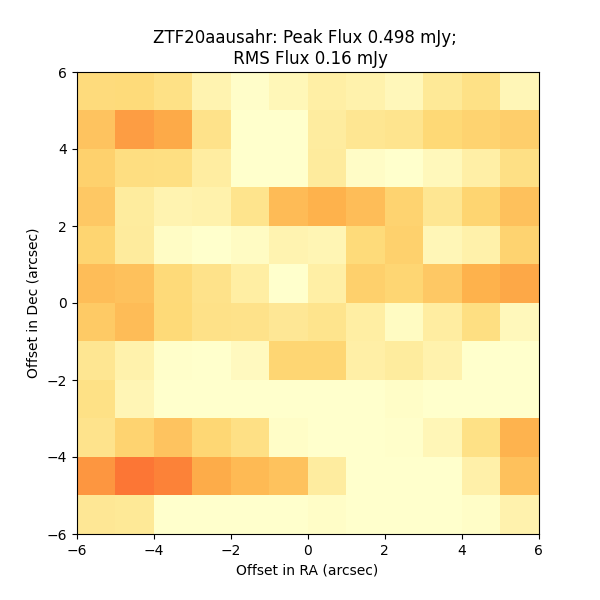 ZTF20aausahr: Peak Flux 0.498 mJy;
RMS Flux 0.16 mJy
6
4
2
0
−2
−4
−6
Offset in Dec (arcsec)
−6 −4 −2 0 2 4 6
Offset in RA (arcsec)